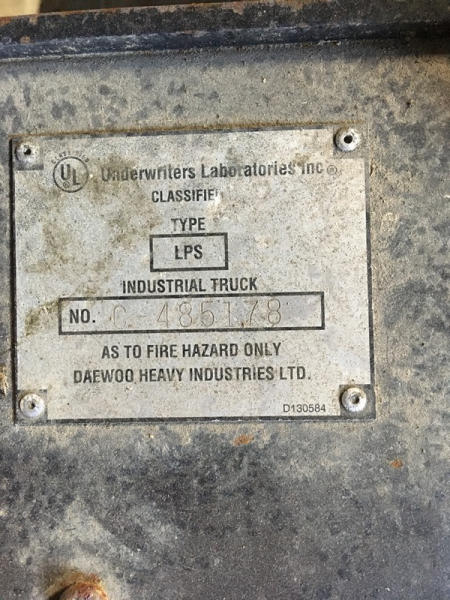 UL Underwriters Laboratories Inc®
CLASSIFIED
TYPE
LPS
INDUSTRIAL TRUCK
NO. C 485178
AS TO FIRE HAZARD ONLY
DAEWOO HEAVY INDUSTRIES LTD.
D130584